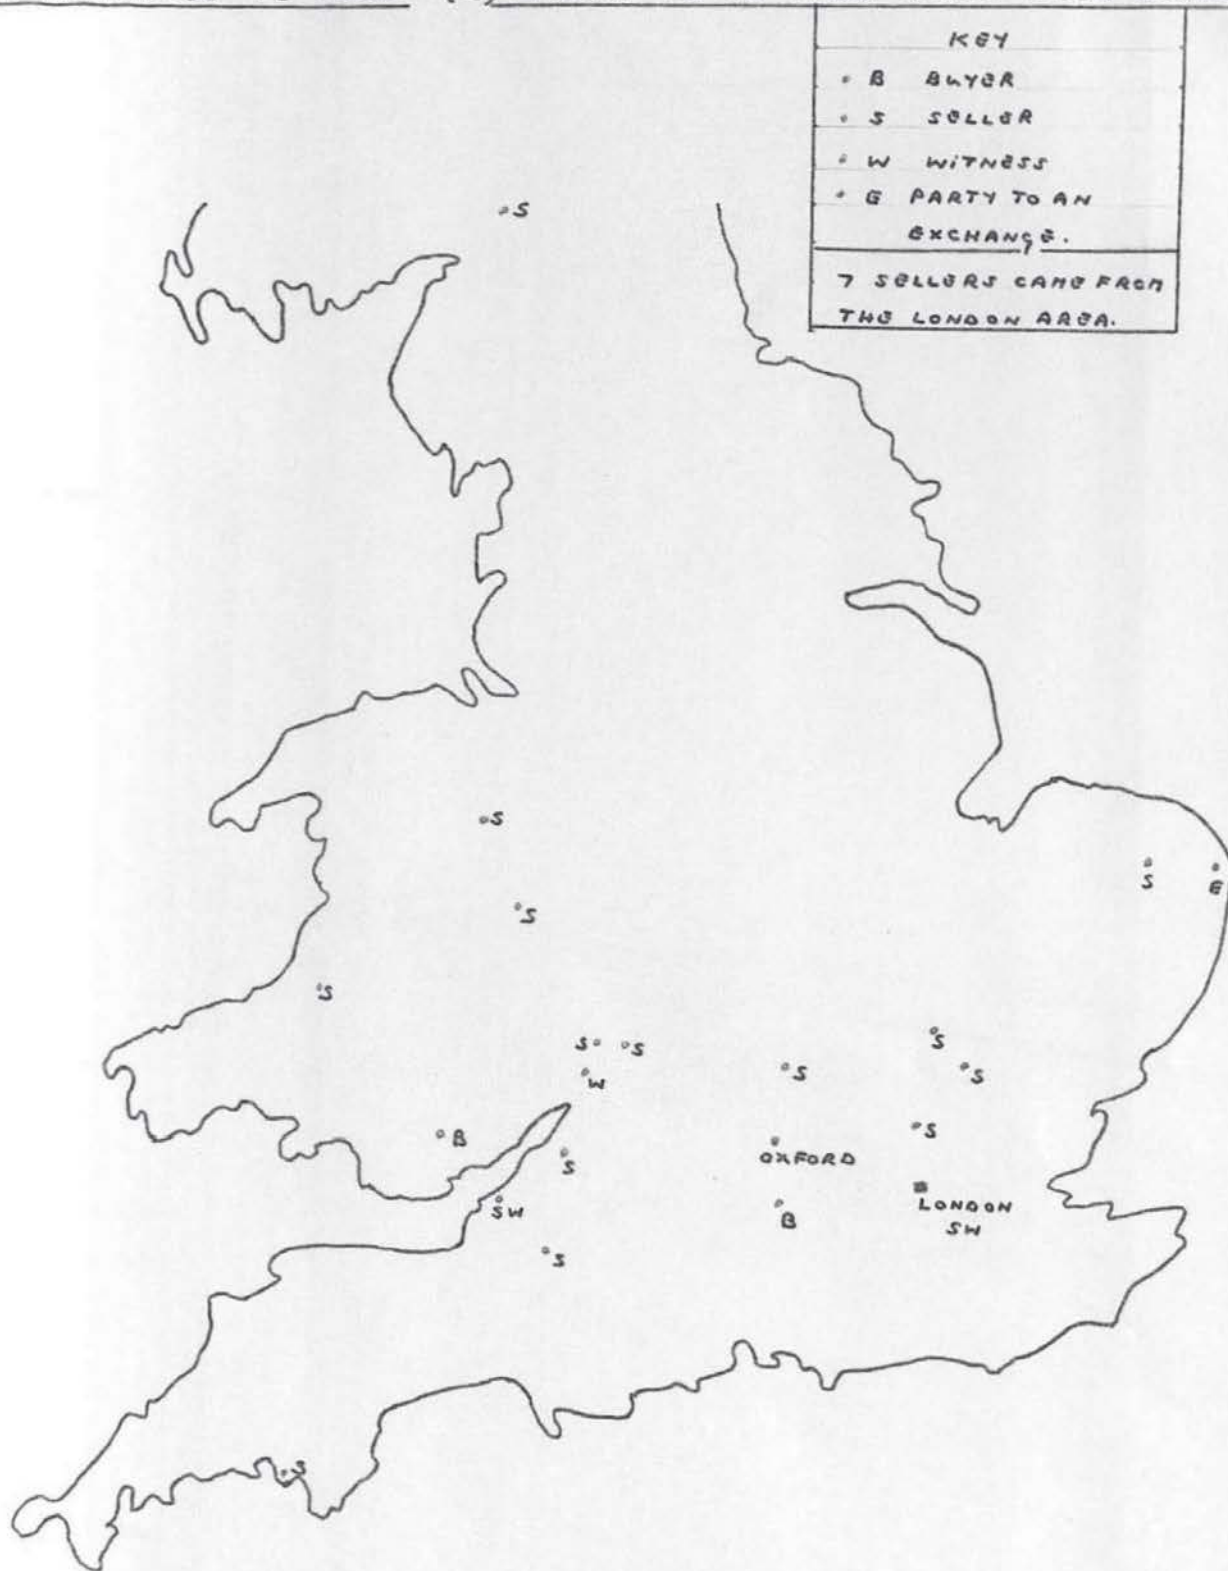 KEY
B BUYER
S SELLER
W WITNESS
E PARTY TO AN
EXCHANGE.
7 SELLERS CAME FROM
THE LONDON AREA.
S
S
S
E
S
S
S
S S
S
S
S
W
S
B
OXFORD
S
LONDON
SW
SW
B
S
S